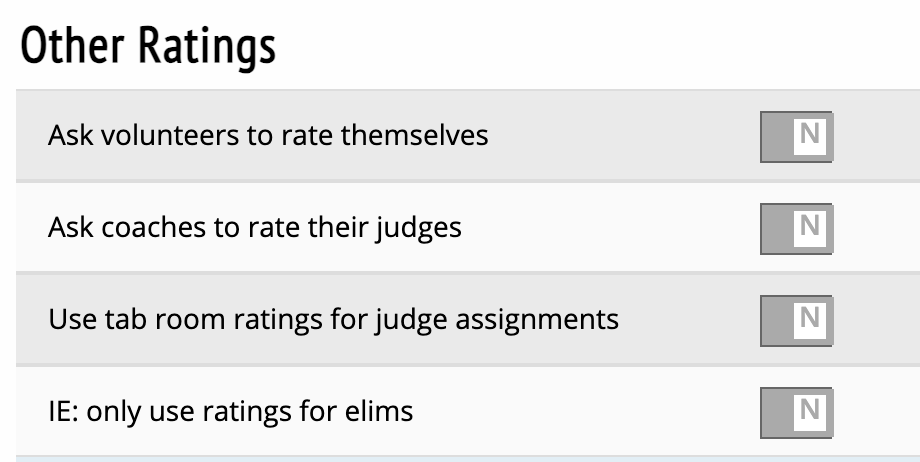 Other Ratings
Ask volunteers to rate themselves N
Ask coaches to rate their judges N
Use tab room ratings for judge assignments N
IE: only use ratings for elims N